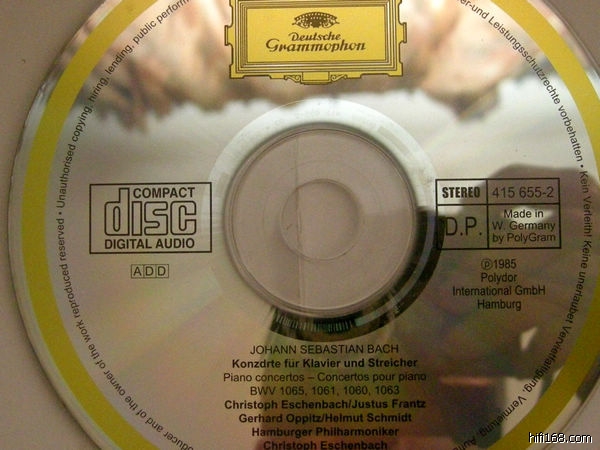 Deutsche
Grammophon
COMPACT
disc
DIGITAL AUDIO
ADD
STEREO 415 655-2
D.P. Made in
W. Germany
by PolyGram
℗1985
Polydor
International GmbH
Hamburg
JOHANN SEBASTIAN BACH
Konzdrte für Klavier und Streicher
Piano concertos – Concertos pour piano
BWV 1065, 1061, 1060, 1063
Christoph Eschenbach/Justus Frantz
Gerhard Oppitz/Helmut Schmidt
Hamburger Philharmoniker
Christoph Eschenbach
roducer and of the owner of the work reproduced reserved • Unauthorised copying, hiring, lending, public perform
er-und Leistungsschutzrechte vorbehalten • Kein Verleih! Keine unerlaubte Vervielfältigung, Vermietung, Auf
hifi168.com